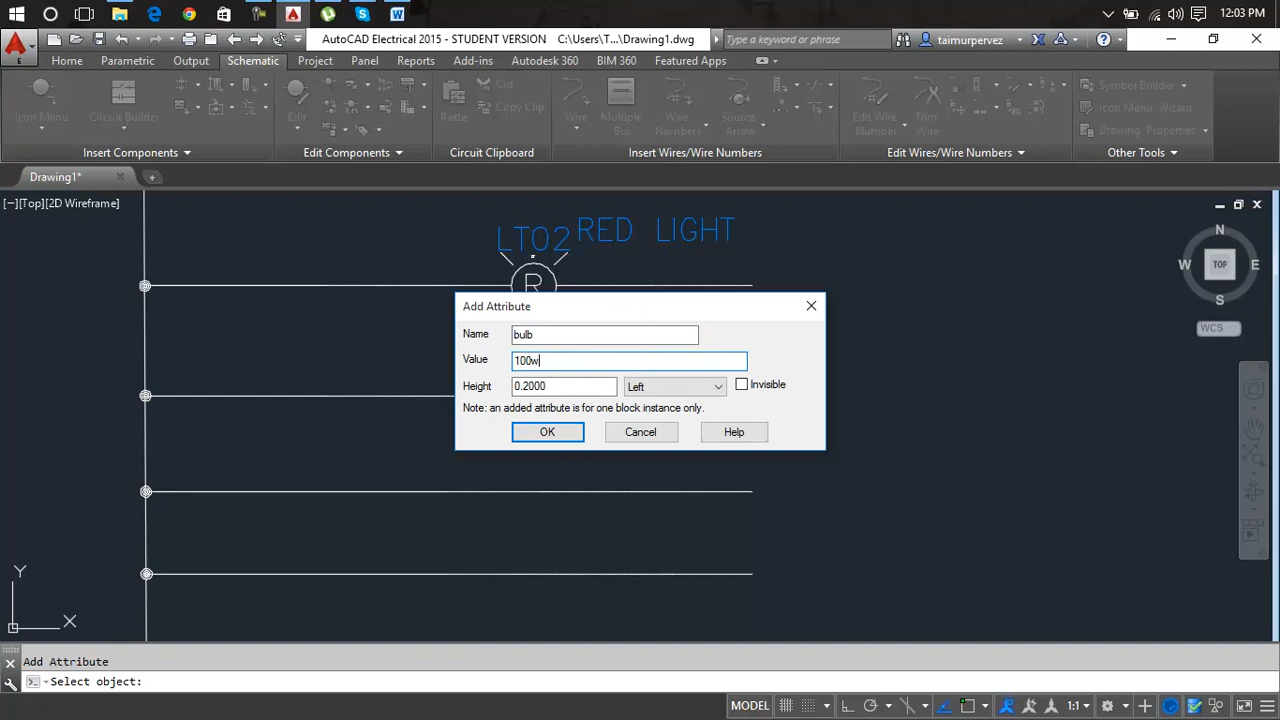 12:03 PM
AutoCAD Electrical 2015 - STUDENT VERSION C:\Users\T...\Drawing1.dwg
Type a keyword or phrase
taimurpervez
E
Home Parametric Output Schematic Project Panel Reports Add-ins Autodesk 360 BIM 360 Featured Apps
Icon Menu
Circuit Builder
Edit
Paste
Cut
Copy Clip
Wire
Multiple Bus
Wire Numbers
Source Arrow
Edit Wire Number
Trim Wire
Symbol Builder
Icon Menu Wizard
Drawing Properties
Insert Components
Edit Components
Circuit Clipboard
Insert Wires/Wire Numbers
Edit Wires/Wire Numbers
Other Tools
Drawing1*
[−][Top][2D Wireframe]
LT02 RED LIGHT
R
N
W TOP E
S
WCS
Add Attribute
Name bulb
Value 100w
Height 0.2000 Left Invisible
Note: an added attribute is for one block instance only.
OK Cancel Help
Y
X
Add Attribute
Select object:
MODEL 1:1